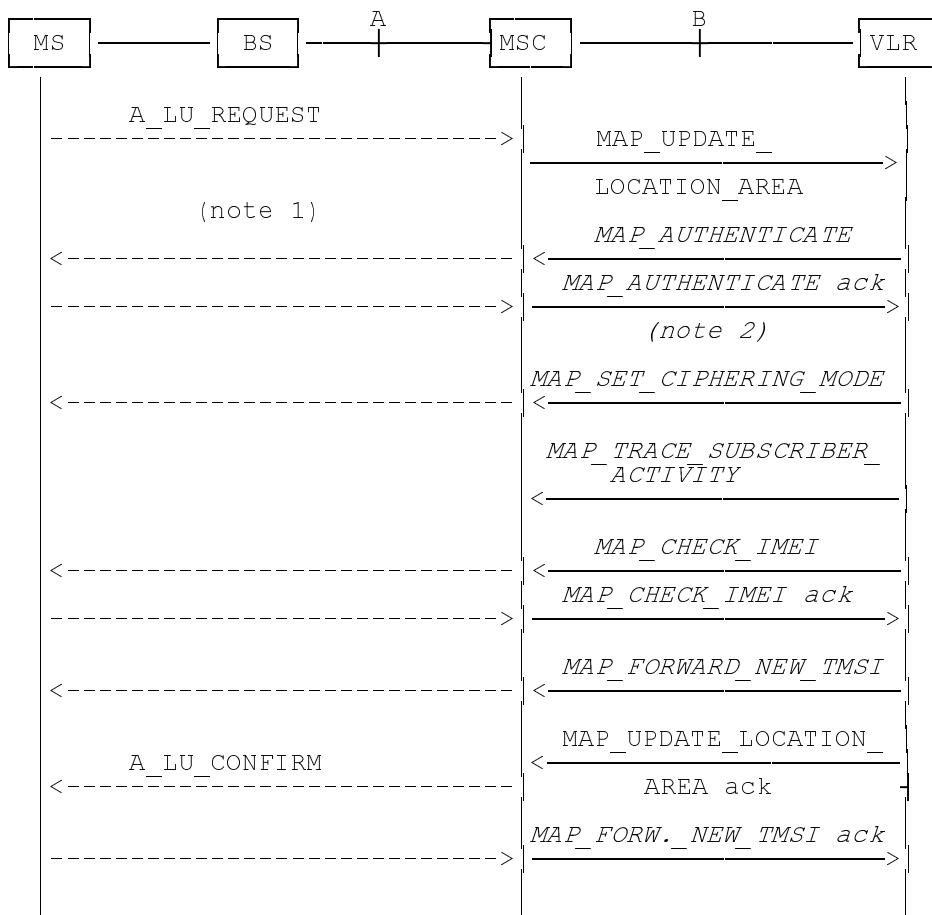 A B
MS BS MSC VLR
A_LU_REQUEST
MAP_UPDATE_
LOCATION_AREA
(note 1)
MAP_AUTHENTICATE
MAP_AUTHENTICATE ack
(note 2)
MAP_SET_CIPHERING_MODE
MAP_TRACE_SUBSCRIBER_
ACTIVITY
MAP_CHECK_IMEI
MAP_CHECK_IMEI ack
MAP_FORWARD_NEW_TMSI
MAP_UPDATE_LOCATION_
A_LU_CONFIRM
AREA ack
MAP_FORW._NEW_TMSI ack